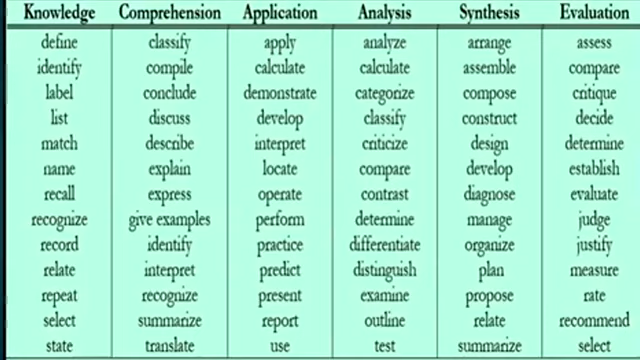 Knowledge Comprehension Application Analysis Synthesis Evaluation
define classify apply analyze arrange assess
identify compile calculate calculate assemble compare
label conclude demonstrate categorize compose critique
list discuss develop classify construct decide
match describe interpret criticize design determine
name explain locate compare develop establish
recall express operate contrast diagnose evaluate
recognize give examples perform determine manage judge
record identify practice differentiate organize justify
relate interpret predict distinguish plan measure
repeat recognize present examine propose rate
select summarize report outline relate recommend
state translate use test summarize select